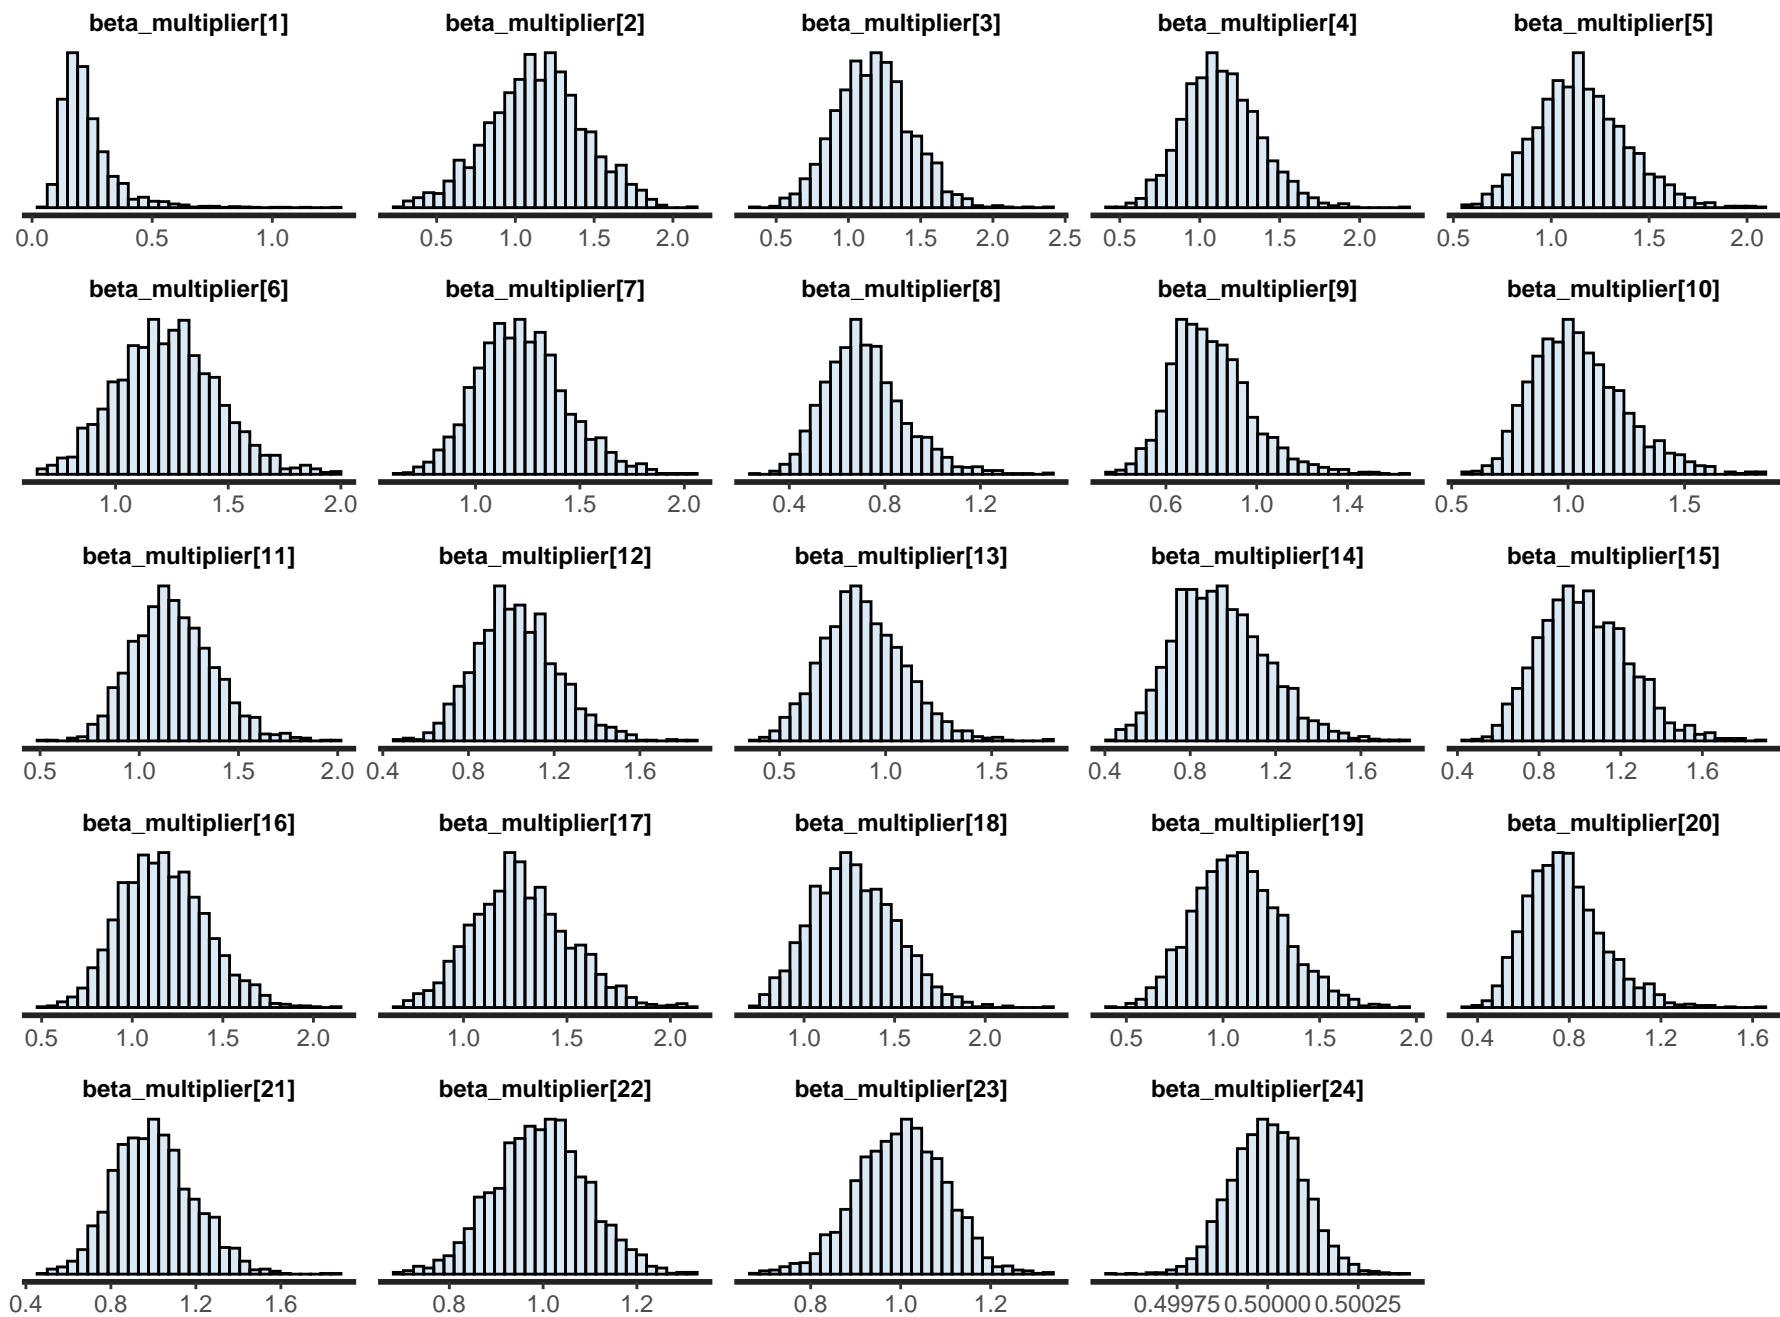 beta_multiplier[1] beta_multiplier[2] beta_multiplier[3] beta_multiplier[4] beta_multiplier[5]
0.0 0.5 1.0 0.5 1.0 1.5 2.0 0.5 1.0 1.5 2.0 2.5 0.5 1.0 1.5 2.0 0.5 1.0 1.5 2.0
beta_multiplier[6] beta_multiplier[7] beta_multiplier[8] beta_multiplier[9] beta_multiplier[10]
1.0 1.5 2.0 1.0 1.5 2.0 0.4 0.8 1.2 0.6 1.0 1.4 0.5 1.0 1.5
beta_multiplier[11] beta_multiplier[12] beta_multiplier[13] beta_multiplier[14] beta_multiplier[15]
0.5 1.0 1.5 2.0 0.4 0.8 1.2 1.6 0.5 1.0 1.5 0.4 0.8 1.2 1.6 0.4 0.8 1.2 1.6
beta_multiplier[16] beta_multiplier[17] beta_multiplier[18] beta_multiplier[19] beta_multiplier[20]
0.5 1.0 1.5 2.0 1.0 1.5 2.0 1.0 1.5 2.0 0.5 1.0 1.5 2.0 0.4 0.8 1.2 1.6
beta_multiplier[21] beta_multiplier[22] beta_multiplier[23] beta_multiplier[24]
0.4 0.8 1.2 1.6 0.8 1.0 1.2 0.8 1.0 1.2 0.49975 0.50000 0.50025